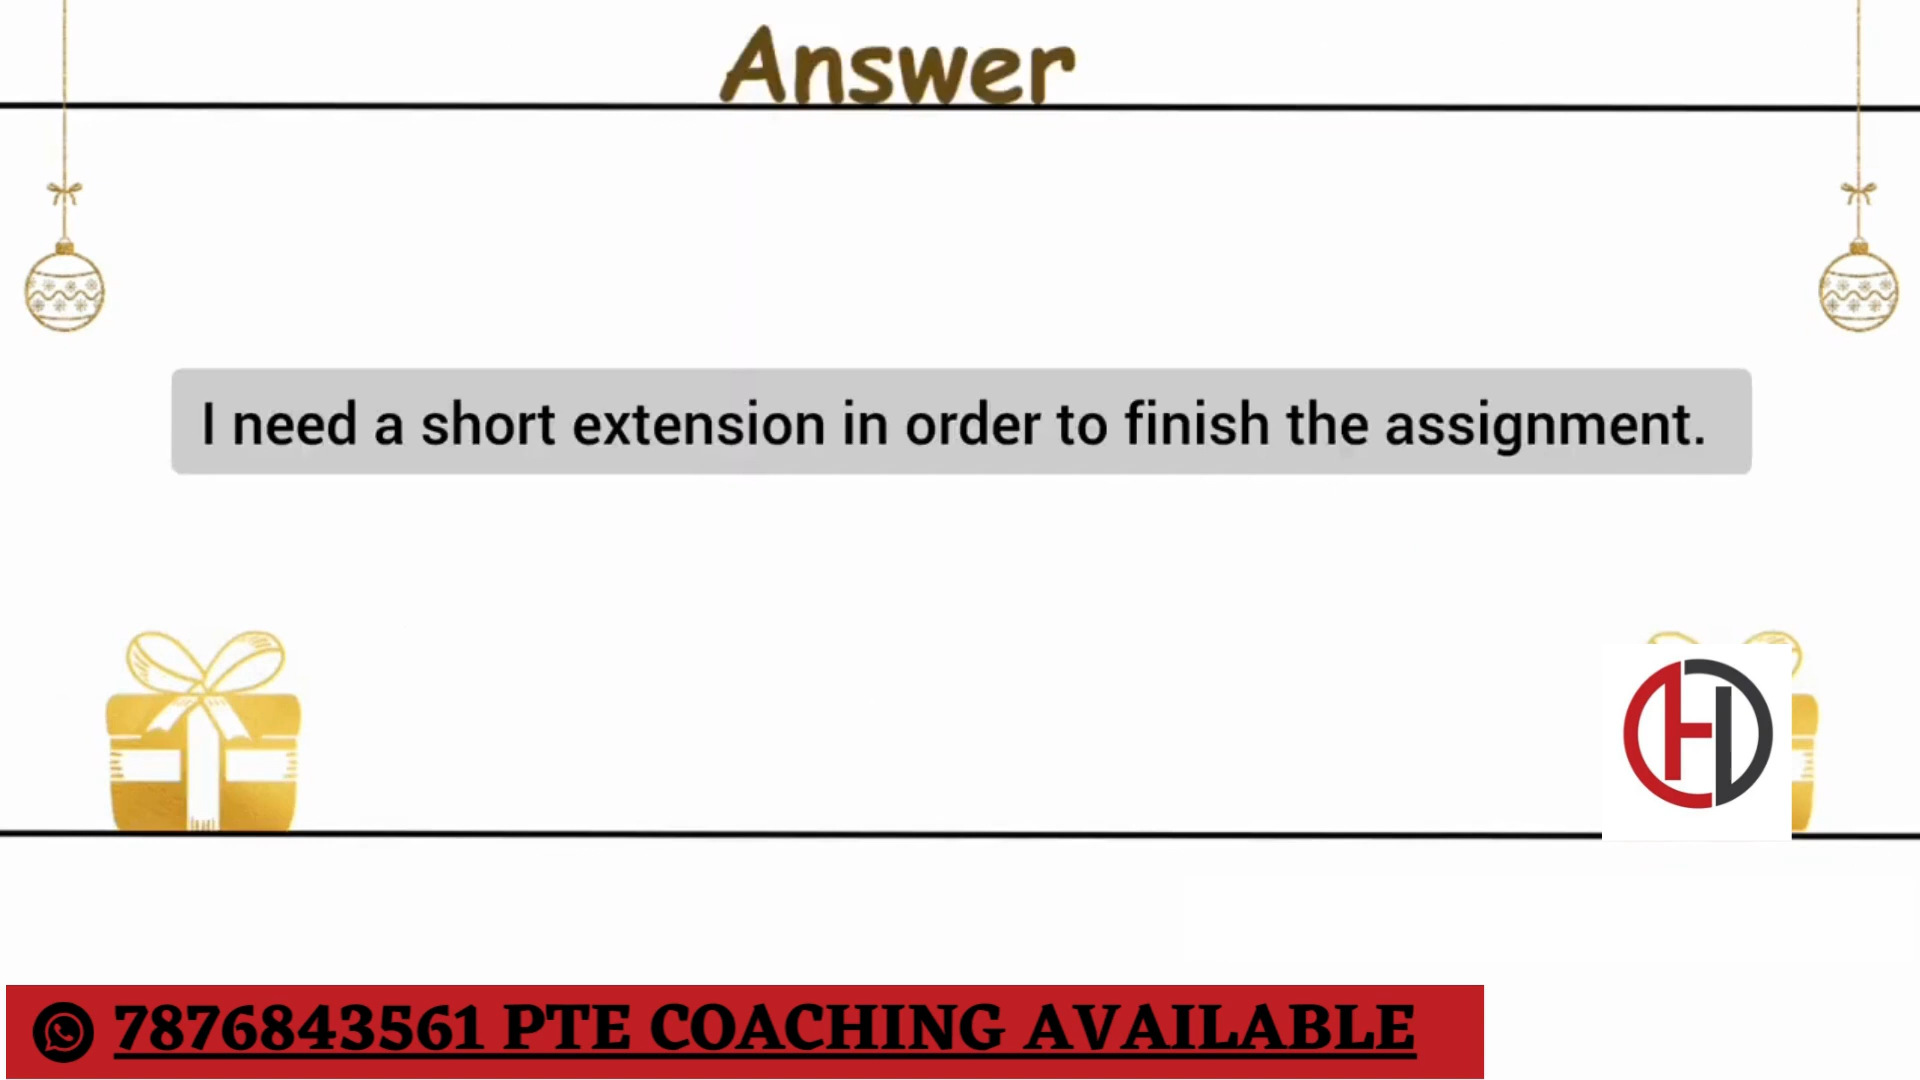 Answer
I need a short extension in order to finish the assignment.
7876843561 PTE COACHING AVAILABLE